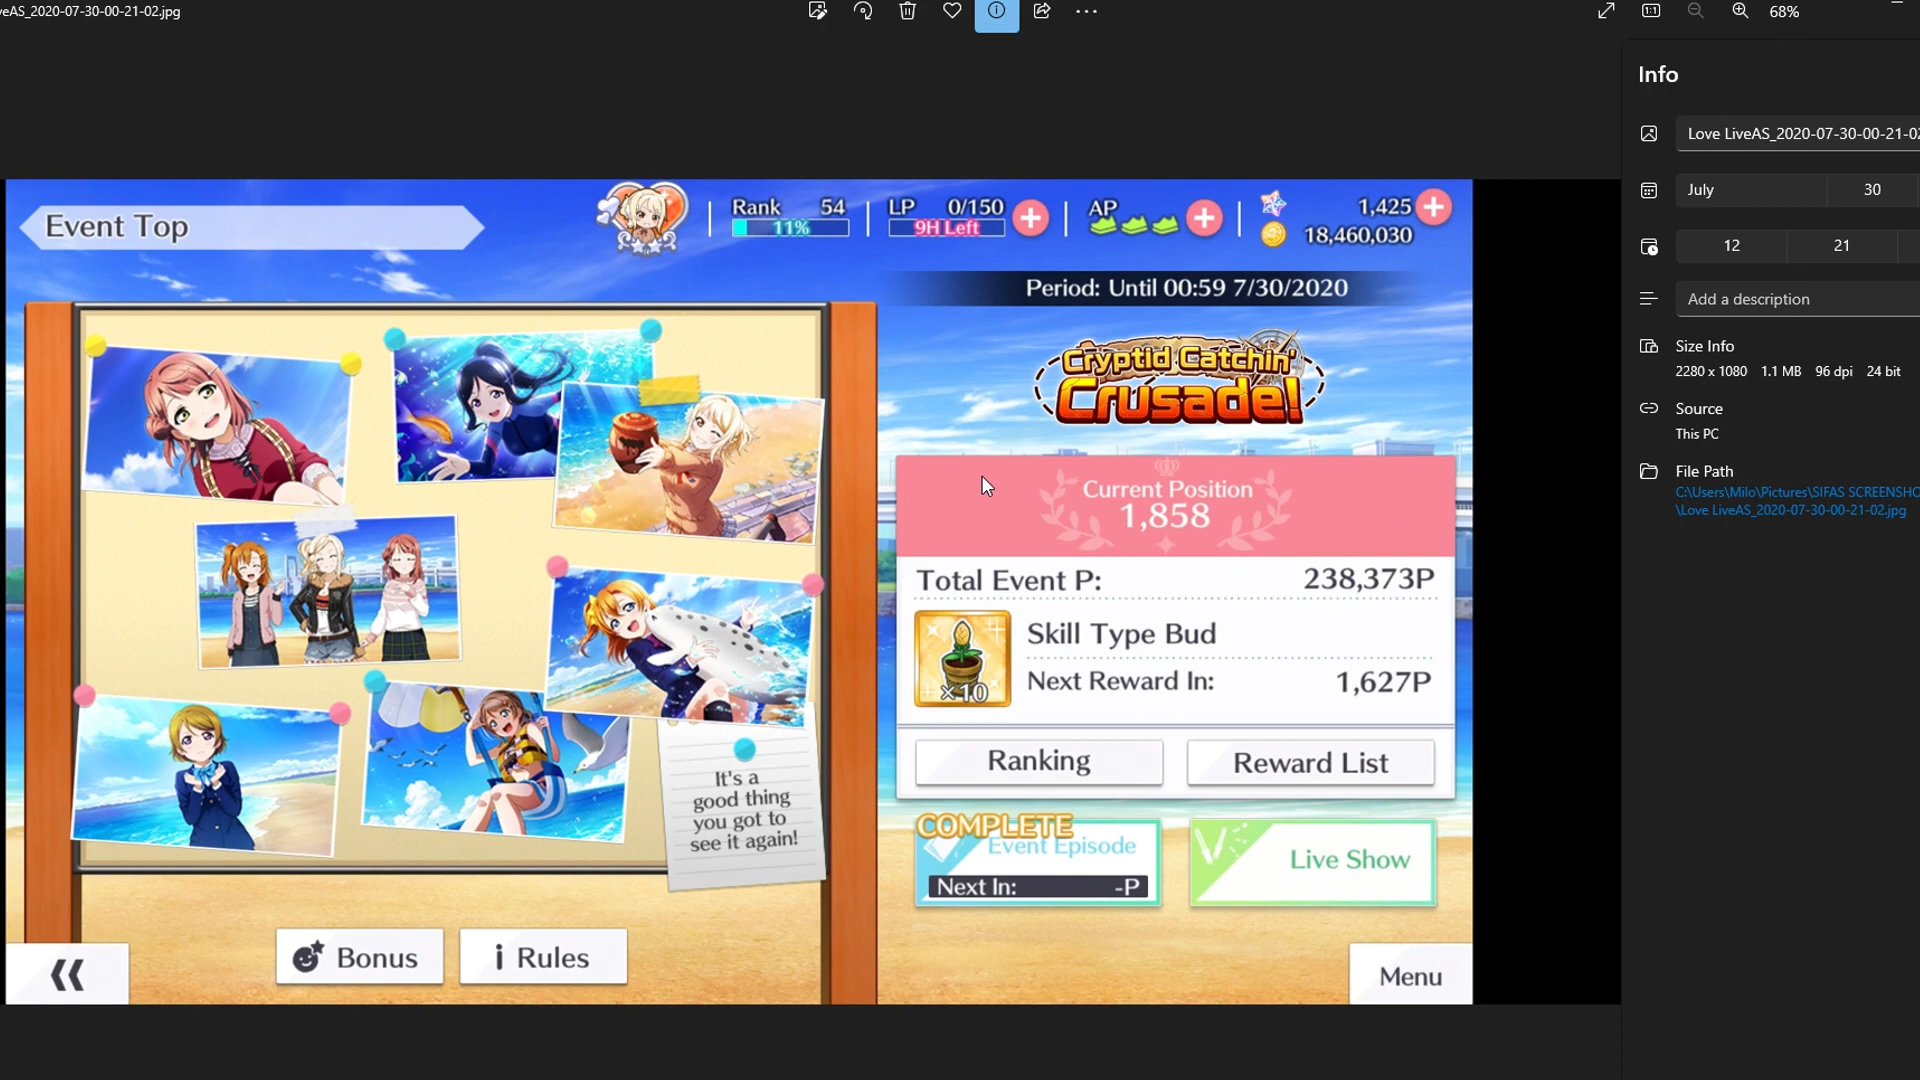 veAS_2020-07-30-00-21-02.jpg
68%
Info
Love LiveAS_2020-07-30-00-21-02
July 30
12 21
Add a description
Size Info
2280 x 1080 1.1 MB 96 dpi 24 bit
Source
This PC
File Path
C:\Users\Milo\Pictures\SIFAS SCREENSHO
\Love LiveAS_2020-07-30-00-21-02.jpg
Event Top
Rank 54
11%
LP 0/150
9H Left
AP
1,425
18,460,030
Period: Until 00:59 7/30/2020
Cryptid Catchin'
Crusade!
Current Position
1,858
Total Event P: 238,373P
Skill Type Bud
×10
Next Reward In: 1,627P
Ranking
Reward List
COMPLETE
Event Episode
Next In: -P
Live Show
It's a
good thing
you got to
see it again!
Bonus
i Rules
Menu